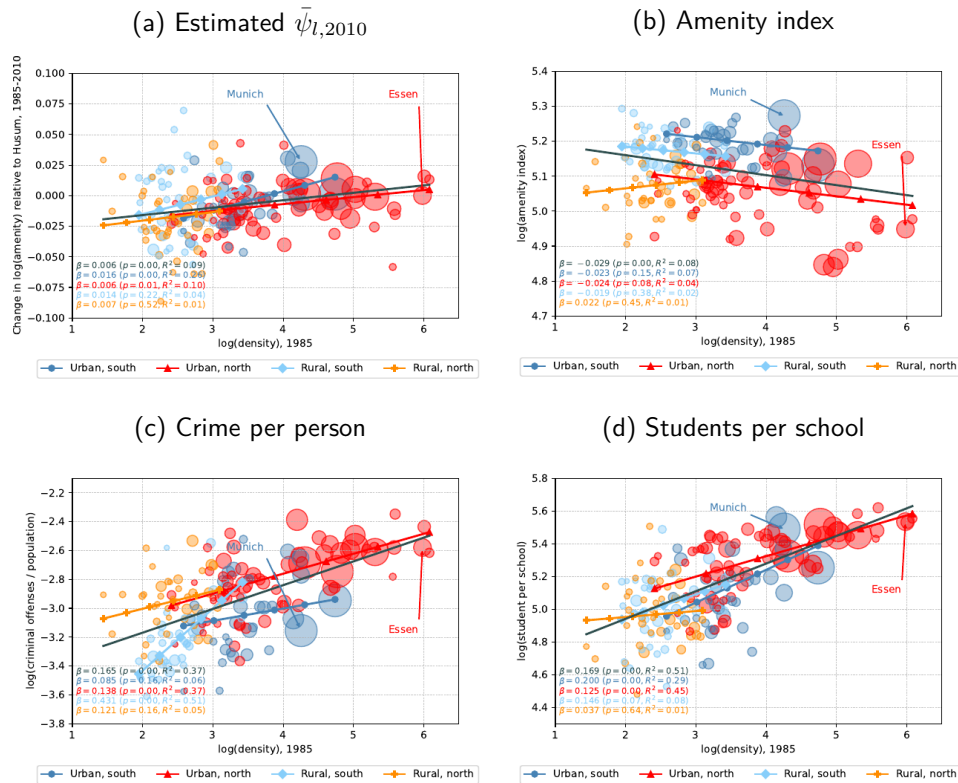 (a) Estimated ψ̄_{l,2010}
(b) Amenity index
Change in log(amenity) relative to Husum, 1985-2010
0.100
0.075
0.050
0.025
0.000
−0.025
−0.050
−0.075
−0.100
Munich
Essen
β = 0.006 (p = 0.00, R² = 0.09)
β = 0.016 (p = 0.00, R² = 0.26)
β = 0.006 (p = 0.01, R² = 0.10)
β = 0.014 (p = 0.22, R² = 0.04)
β = 0.007 (p = 0.52, R² = 0.01)
1 2 3 4 5 6
log(density), 1985
Urban, south Urban, north Rural, south Rural, north
log(amenity index)
5.4
5.3
5.2
5.1
5.0
4.9
4.8
4.7
Munich
Essen
β = −0.029 (p = 0.00, R² = 0.08)
β = −0.023 (p = 0.15, R² = 0.07)
β = −0.024 (p = 0.08, R² = 0.04)
β = −0.019 (p = 0.38, R² = 0.02)
β = 0.022 (p = 0.45, R² = 0.01)
1 2 3 4 5 6
log(density), 1985
Urban, south Urban, north Rural, south Rural, north
(c) Crime per person
(d) Students per school
log(criminal offenses / population)
−2.2
−2.4
−2.6
−2.8
−3.0
−3.2
−3.4
−3.6
−3.8
Munich
Essen
β = 0.165 (p = 0.00, R² = 0.37)
β = 0.085 (p = 0.16, R² = 0.06)
β = 0.138 (p = 0.00, R² = 0.37)
β = 0.431 (p = 0.00, R² = 0.51)
β = 0.121 (p = 0.16, R² = 0.05)
1 2 3 4 5 6
log(density), 1985
Urban, south Urban, north Rural, south Rural, north
log(student per school)
5.8
5.6
5.4
5.2
5.0
4.8
4.6
4.4
Munich
Essen
β = 0.169 (p = 0.00, R² = 0.51)
β = 0.200 (p = 0.00, R² = 0.29)
β = 0.125 (p = 0.00, R² = 0.45)
β = 0.146 (p = 0.07, R² = 0.08)
β = 0.037 (p = 0.64, R² = 0.01)
1 2 3 4 5 6
log(density), 1985
Urban, south Urban, north Rural, south Rural, north